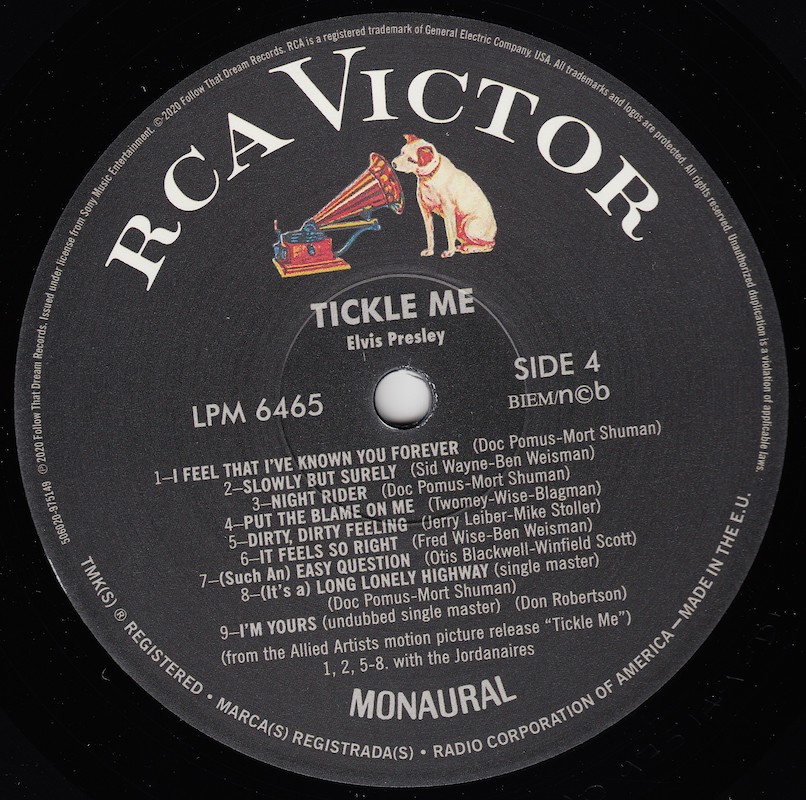 506020-975149 ℗ 2020 Follow That Dream Records. Issued under license from Sony Music Entertainment. © 2020 Follow That Dream Records. RCA is a registered trademark of General Electric Company, USA. All trademarks and logos are protected. All rights reserved. Unauthorized duplication is a violation of applicable laws.
RCA VICTOR
TICKLE ME
Elvis Presley
SIDE 4
BIEM/n©b
LPM 6465
1–I FEEL THAT I'VE KNOWN YOU FOREVER (Doc Pomus-Mort Shuman)
2–SLOWLY BUT SURELY (Sid Wayne-Ben Weisman)
3–NIGHT RIDER (Doc Pomus-Mort Shuman)
4–PUT THE BLAME ON ME (Twomey-Wise-Blagman)
5–DIRTY, DIRTY FEELING (Jerry Leiber-Mike Stoller)
6–IT FEELS SO RIGHT (Fred Wise-Ben Weisman)
7–(Such An) EASY QUESTION (Otis Blackwell-Winfield Scott)
8–(It's a) LONG LONELY HIGHWAY (single master)
(Doc Pomus-Mort Shuman)
9–I'M YOURS (undubbed single master) (Don Robertson)
(from the Allied Artists motion picture release "Tickle Me")
1, 2, 5-8. with the Jordanaires
MONAURAL
TMK(S) ® REGISTERED • MARCA(S) REGISTRADA(S) • RADIO CORPORATION OF AMERICA – MADE IN THE E.U.